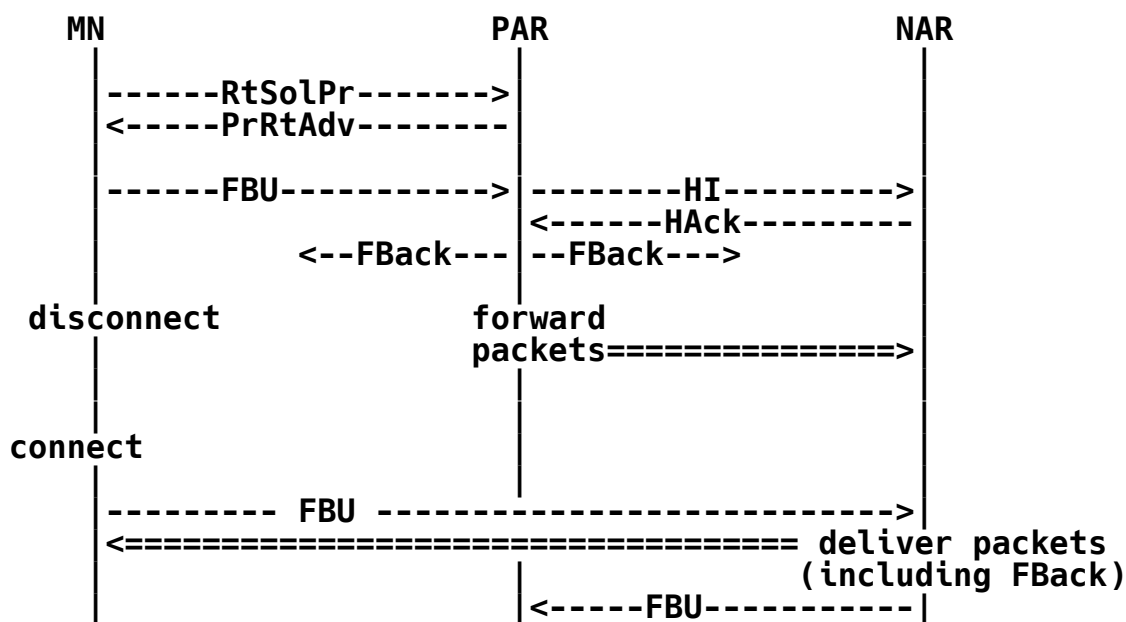 MN PAR NAR
------RtSolPr------->
<-----PrRtAdv--------
------FBU-----------> --------HI--------->
<------HAck---------
<--FBack--- --FBack--->
disconnect forward
packets===============>
connect
--------- FBU --------------------------->
<=================================== deliver packets
(including FBack)
<-----FBU-----------